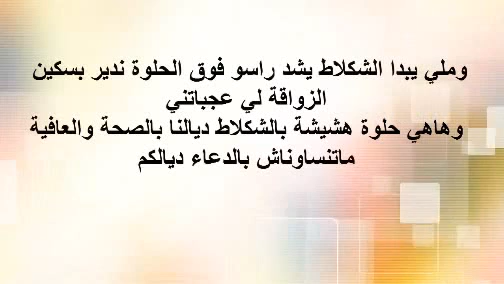 وملي يبدا الشكلاط يشد راسو فوق الحلوة ندير بسكين
الزواقة لي عجباتني
وهاهي حلوة هشيشة بالشكلاط ديالنا بالصحة والعافية
ماتنساوناش بالدعاء ديالكم